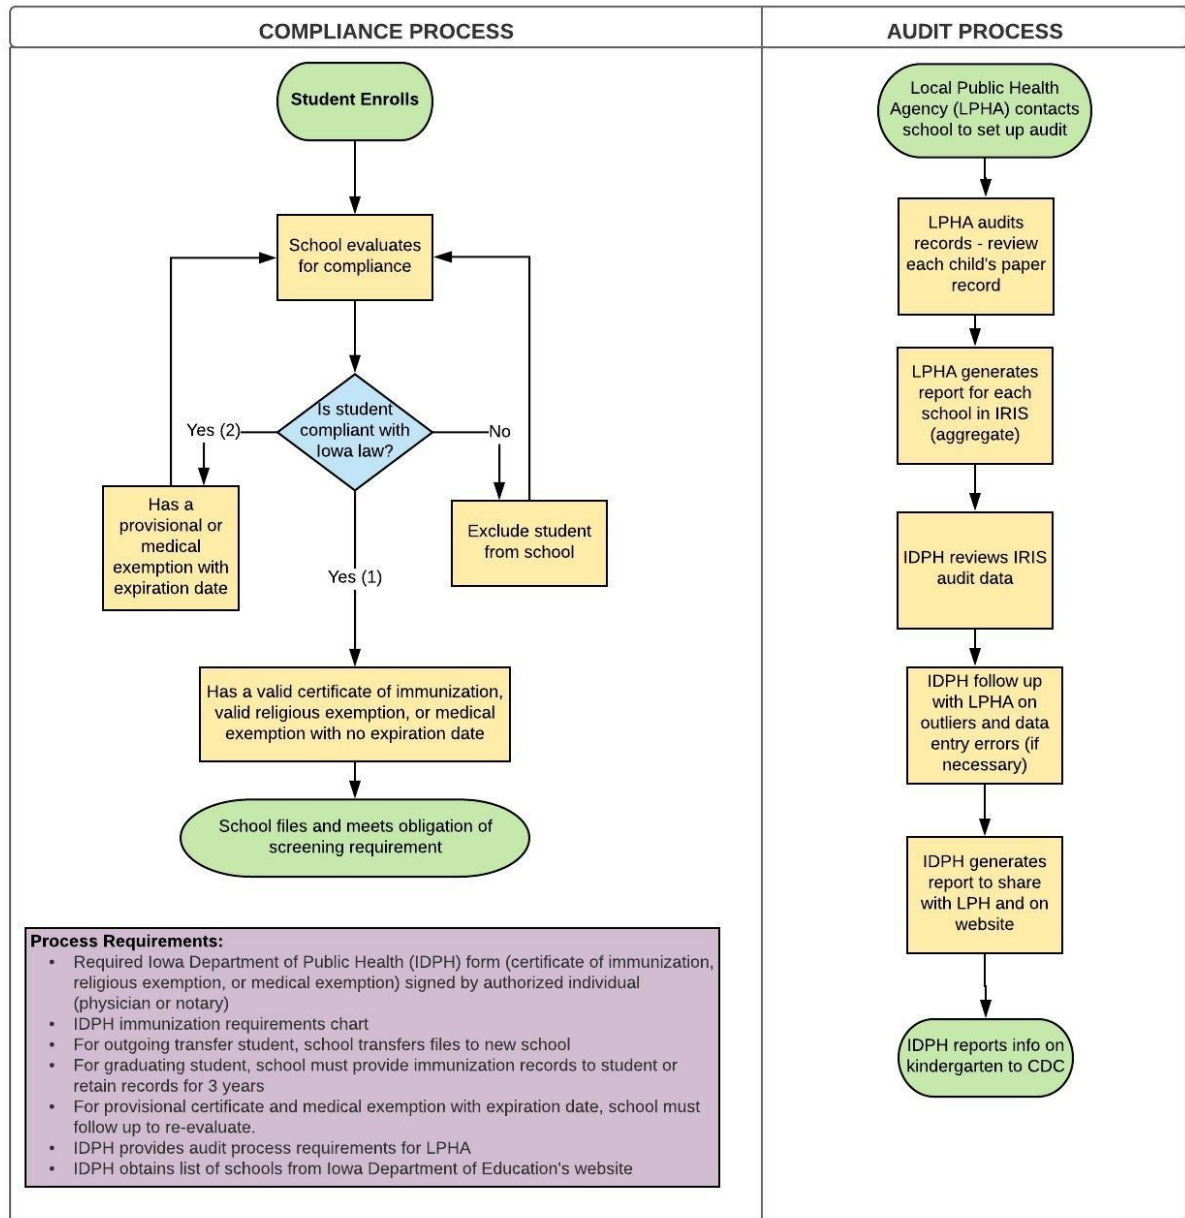 COMPLIANCE PROCESS
Student Enrolls
School evaluates
for compliance
Is student
compliant with
Iowa law?
Yes (2)
No
Has a
provisional or
medical
exemption with
expiration date
Exclude student
from school
Yes (1)
Has a valid certificate of immunization,
valid religious exemption, or medical
exemption with no expiration date
School files and meets obligation of
screening requirement
Process Requirements:
• Required Iowa Department of Public Health (IDPH) form (certificate of immunization,
religious exemption, or medical exemption) signed by authorized individual
(physician or notary)
• IDPH immunization requirements chart
• For outgoing transfer student, school transfers files to new school
• For graduating student, school must provide immunization records to student or
retain records for 3 years
• For provisional certificate and medical exemption with expiration date, school must
follow up to re-evaluate.
• IDPH provides audit process requirements for LPHA
• IDPH obtains list of schools from Iowa Department of Education's website
AUDIT PROCESS
Local Public Health
Agency (LPHA) contacts
school to set up audit
LPHA audits
records - review
each child's paper
record
LPHA generates
report for each
school in IRIS
(aggregate)
IDPH reviews IRIS
audit data
IDPH follow up
with LPHA on
outliers and data
entry errors (if
necessary)
IDPH generates
report to share
with LPH and on
website
IDPH reports info on
kindergarten to CDC